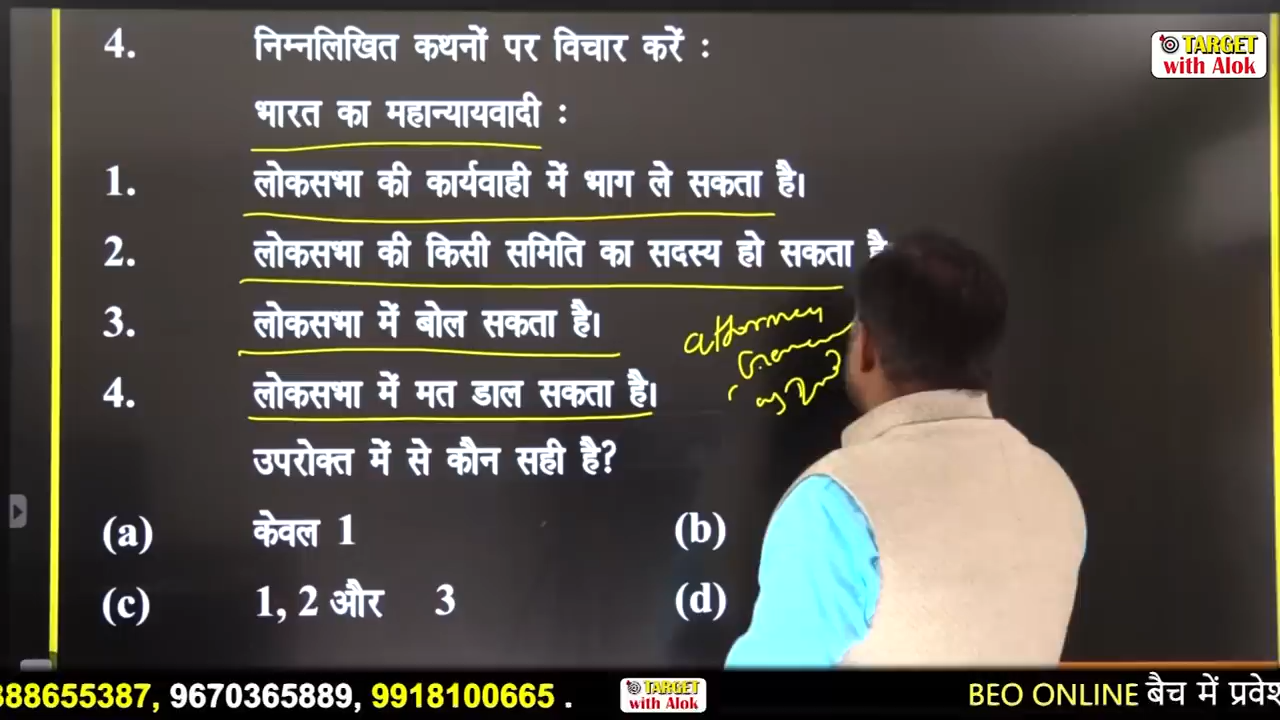 TARGET
with Alok
4. निम्नलिखित कथनों पर विचार करें :
भारत का महान्यायवादी :
1. लोकसभा की कार्यवाही में भाग ले सकता है।
2. लोकसभा की किसी समिति का सदस्य हो सकता है
3. लोकसभा में बोल सकता है।
attorney
4. लोकसभा में मत डाल सकता है।
उपरोक्त में से कौन सही है?
(a) केवल 1 (b)
(c) 1, 2 और 3 (d)
388655387, 9670365889, 9918100665 . TARGET with Alok BEO ONLINE बैच में प्रवेश